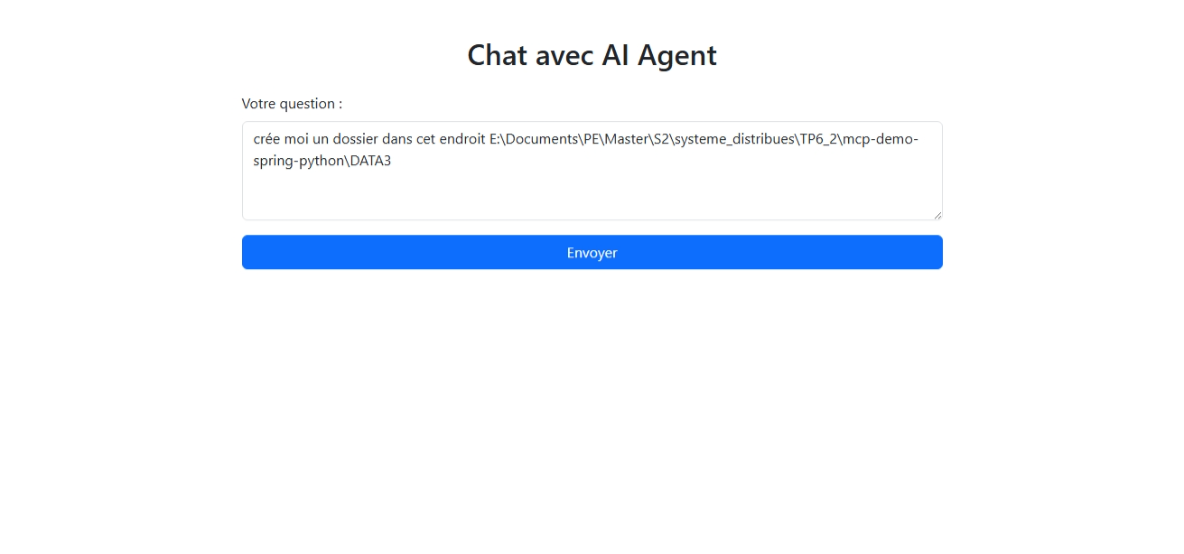 Chat avec AI Agent
Votre question :
crée moi un dossier dans cet endroit E:\Documents\PE\Master\S2\systeme_distribues\TP6_2\mcp-demo-
spring-python\DATA3
Envoyer